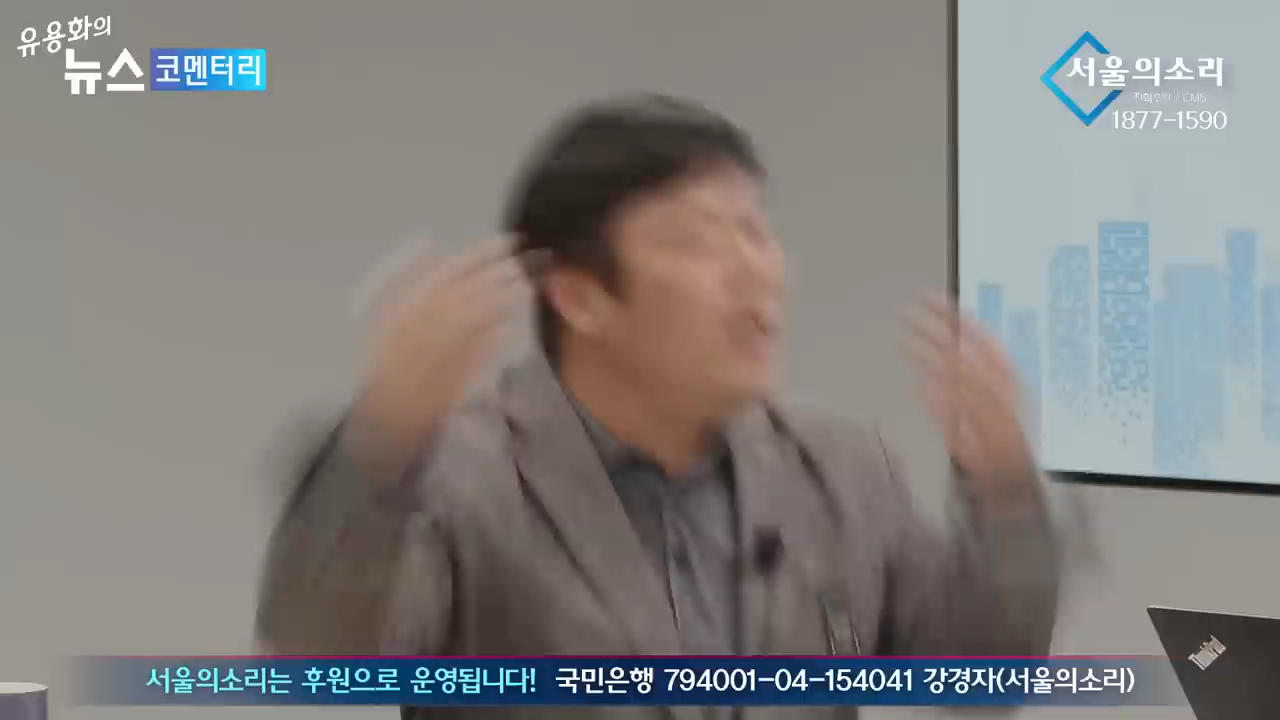 유용화의
뉴스 코멘터리
서울의소리
1877-1590
서울의소리는 후원으로 운영됩니다! 국민은행 794001-04-154041 강경자(서울의소리)